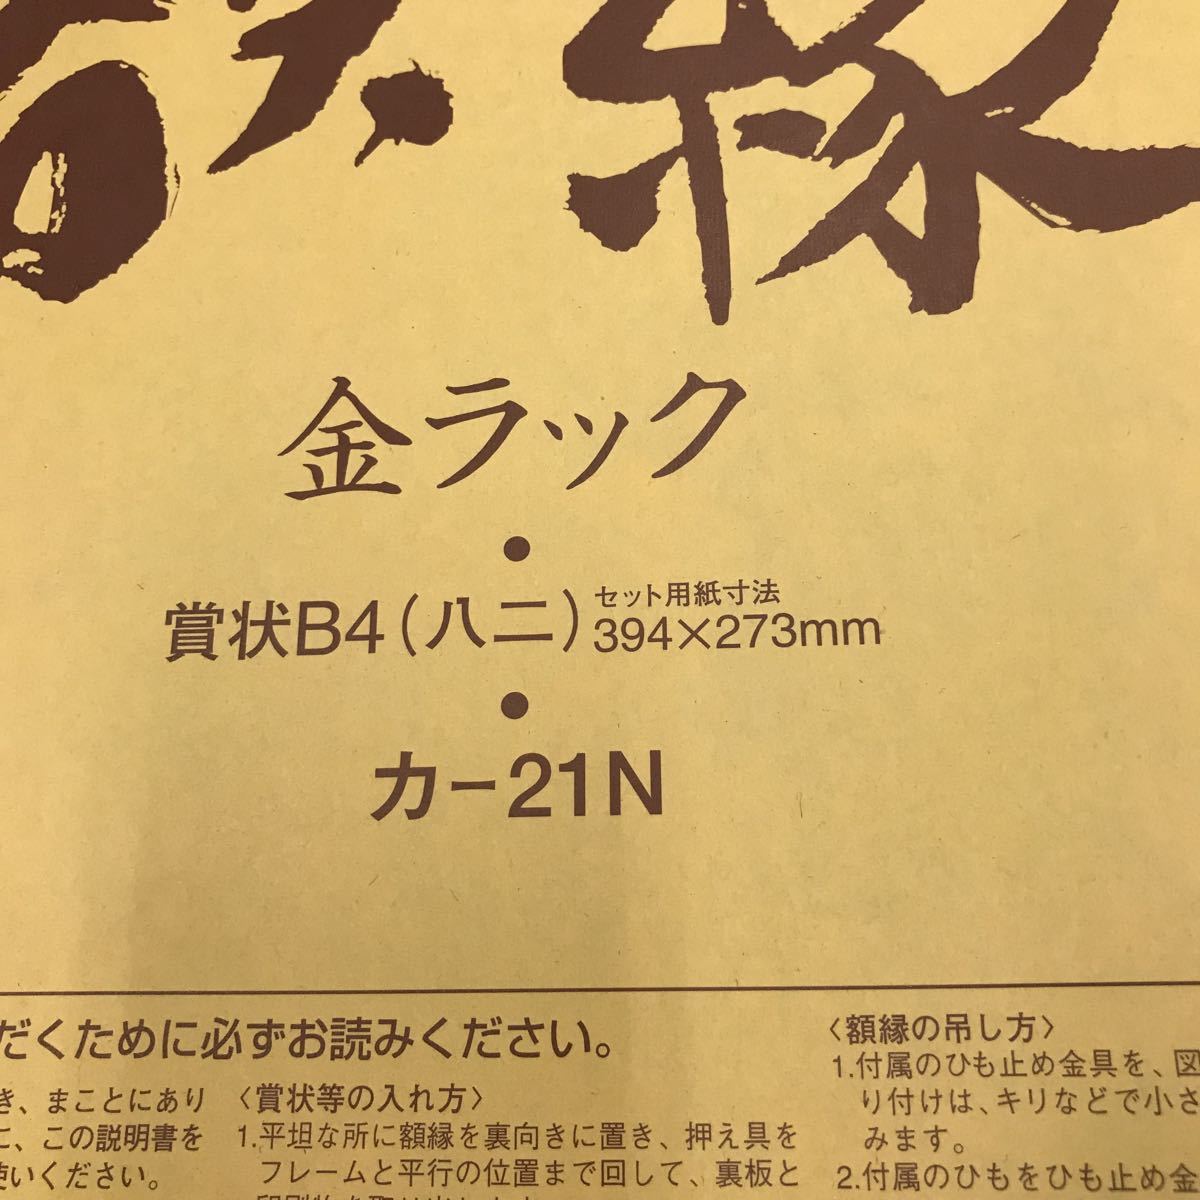 額縁
金ラック
・
賞状B4（八二）セット用紙寸法
394×273mm
・
カ-21N
だくために必ずお読みください。
き、まことにあり
に、この説明書を
使いください。
〈賞状等の入れ方〉
1.平坦な所に額縁を裏向きに置き、押え具を
フレームと平行の位置まで回して、裏板と
〈額縁の吊し方〉
1.付属のひも止め金具を、図
り付けは、キリなどで小さ
みます。
2.付属のひもをひも止め金